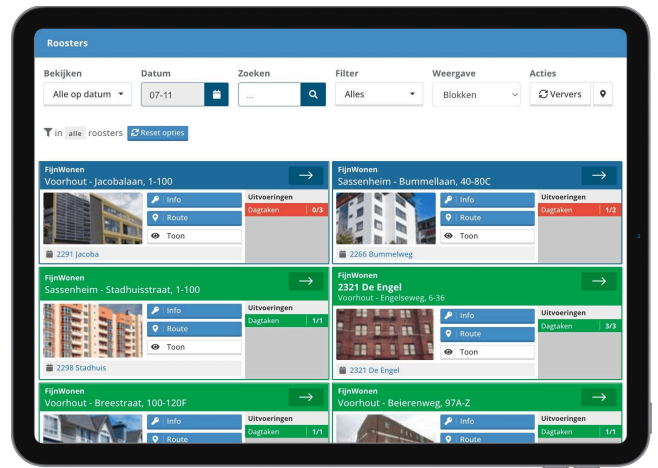 Roosters
Bekijken Datum Zoeken Filter Weergave Acties
Alle op datum 07-11 ... Alles Blokken Ververs
in alle roosters Reset opties
FijnWonen
Voorhout - Jacobalaan, 1-100
Info
Route
Toon
Uitvoeringen
Dagtaken 0/3
2291 Jacoba
FijnWonen
Sassenheim - Bummellaan, 40-80C
Info
Route
Toon
Uitvoeringen
Dagtaken 1/2
2266 Bummelweg
FijnWonen
Sassenheim - Stadhuisstraat, 1-100
Info
Route
Toon
Uitvoeringen
Dagtaken 1/1
2298 Stadhuis
FijnWonen
2321 De Engel
Voorhout - Engelseweg, 6-36
Info
Route
Toon
Uitvoeringen
Dagtaken 3/3
2321 De Engel
FijnWonen
Voorhout - Breestraat, 100-120F
Info
Route
Uitvoeringen
Dagtaken 1/1
FijnWonen
Voorhout - Beierenweg, 97A-Z
Info
Route
Uitvoeringen
Dagtaken 1/1